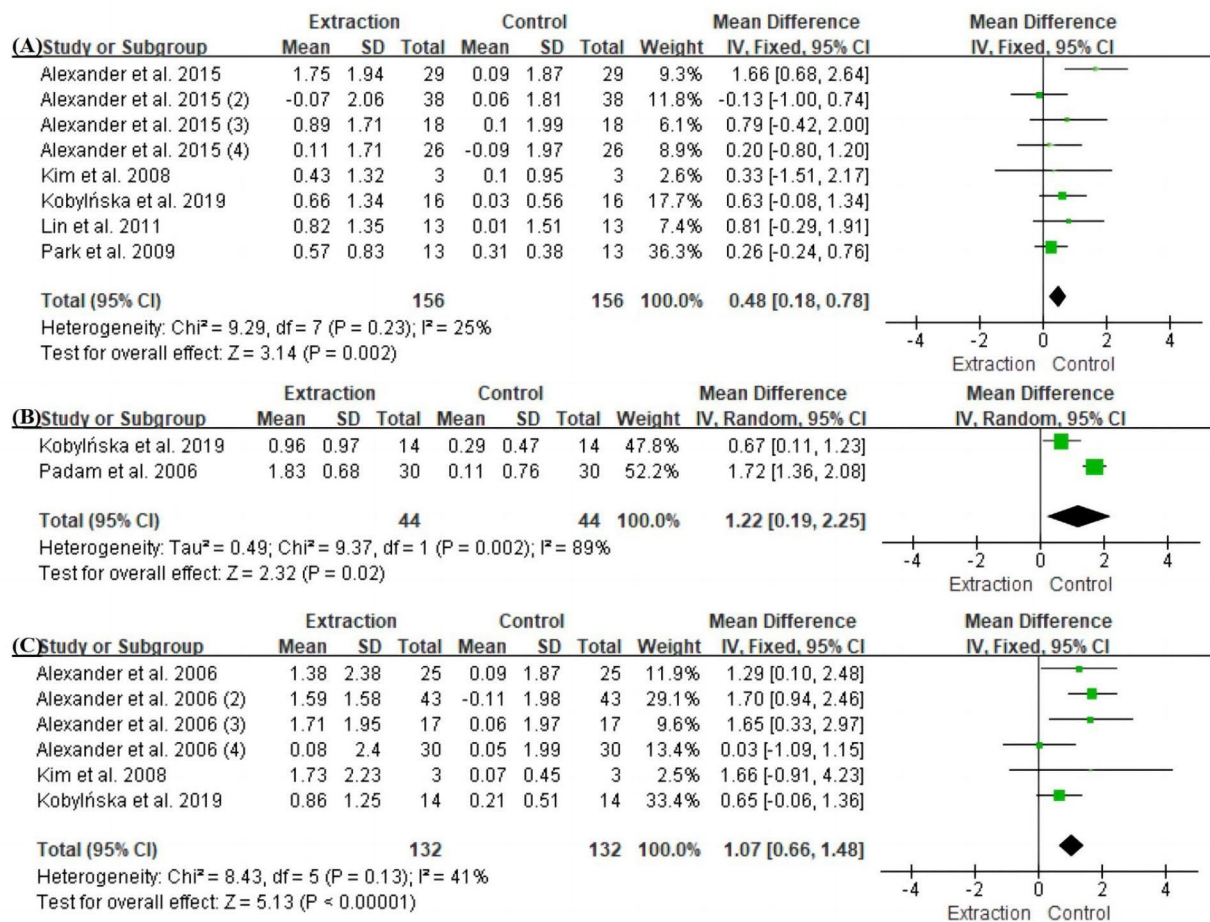 Extraction Control Mean Difference Mean Difference
(A) Study or Subgroup Mean SD Total Mean SD Total Weight IV, Fixed, 95% CI IV, Fixed, 95% CI
Alexander et al. 2015 1.75 1.94 29 0.09 1.87 29 9.3% 1.66 [0.68, 2.64]
Alexander et al. 2015 (2) -0.07 2.06 38 0.06 1.81 38 11.8% -0.13 [-1.00, 0.74]
Alexander et al. 2015 (3) 0.89 1.71 18 0.1 1.99 18 6.1% 0.79 [-0.42, 2.00]
Alexander et al. 2015 (4) 0.11 1.71 26 -0.09 1.97 26 8.9% 0.20 [-0.80, 1.20]
Kim et al. 2008 0.43 1.32 3 0.1 0.95 3 2.6% 0.33 [-1.51, 2.17]
Kobylńska et al. 2019 0.66 1.34 16 0.03 0.56 16 17.7% 0.63 [-0.08, 1.34]
Lin et al. 2011 0.82 1.35 13 0.01 1.51 13 7.4% 0.81 [-0.29, 1.91]
Park et al. 2009 0.57 0.83 13 0.31 0.38 13 36.3% 0.26 [-0.24, 0.76]
Total (95% CI) 156 156 100.0% 0.48 [0.18, 0.78]
Heterogeneity: Chi² = 9.29, df = 7 (P = 0.23); I² = 25%
Test for overall effect: Z = 3.14 (P = 0.002)
-4 -2 0 2 4
Extraction Control
Extraction Control Mean Difference Mean Difference
(B) Study or Subgroup Mean SD Total Mean SD Total Weight IV, Random, 95% CI IV, Random, 95% CI
Kobylńska et al. 2019 0.96 0.97 14 0.29 0.47 14 47.8% 0.67 [0.11, 1.23]
Padam et al. 2006 1.83 0.68 30 0.11 0.76 30 52.2% 1.72 [1.36, 2.08]
Total (95% CI) 44 44 100.0% 1.22 [0.19, 2.25]
Heterogeneity: Tau² = 0.49; Chi² = 9.37, df = 1 (P = 0.002); I² = 89%
Test for overall effect: Z = 2.32 (P = 0.02)
-4 -2 0 2 4
Extraction Control
Extraction Control Mean Difference Mean Difference
(C) Study or Subgroup Mean SD Total Mean SD Total Weight IV, Fixed, 95% CI IV, Fixed, 95% CI
Alexander et al. 2006 1.38 2.38 25 0.09 1.87 25 11.9% 1.29 [0.10, 2.48]
Alexander et al. 2006 (2) 1.59 1.58 43 -0.11 1.98 43 29.1% 1.70 [0.94, 2.46]
Alexander et al. 2006 (3) 1.71 1.95 17 0.06 1.97 17 9.6% 1.65 [0.33, 2.97]
Alexander et al. 2006 (4) 0.08 2.4 30 0.05 1.99 30 13.4% 0.03 [-1.09, 1.15]
Kim et al. 2008 1.73 2.23 3 0.07 0.45 3 2.5% 1.66 [-0.91, 4.23]
Kobylńska et al. 2019 0.86 1.25 14 0.21 0.51 14 33.4% 0.65 [-0.06, 1.36]
Total (95% CI) 132 132 100.0% 1.07 [0.66, 1.48]
Heterogeneity: Chi² = 8.43, df = 5 (P = 0.13); I² = 41%
Test for overall effect: Z = 5.13 (P < 0.00001)
-4 -2 0 2 4
Extraction Control